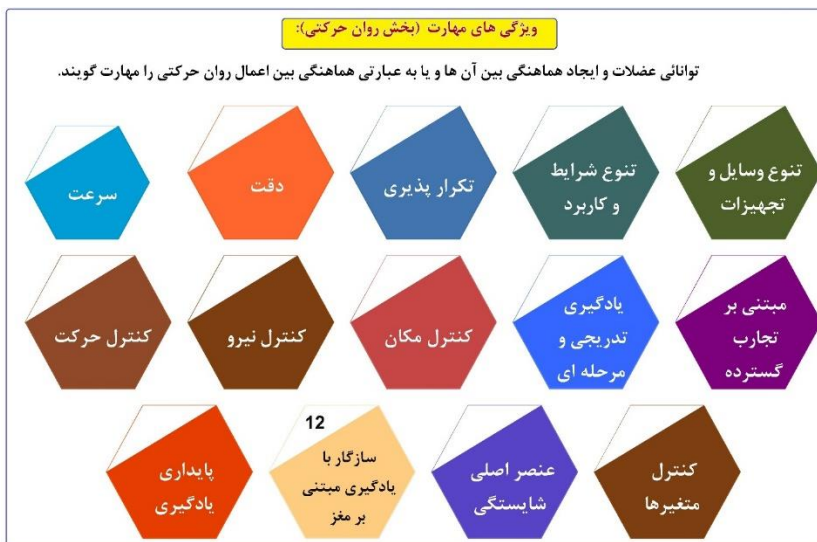 ویژگی های مهارت (بخش روان حرکتی):
توانائی عضلات و ایجاد هماهنگی بین آن ها و یا به عبارتی هماهنگی بین اعمال روان حرکتی را مهارت گویند.
تنوع وسایل و
تجهیزات
تنوع شرایط
و کاربرد
تکرار پذیری
دقت
سرعت
مبتنی بر
تجارب
گسترده
یادگیری
تدریجی و
مرحله ای
کنترل مکان
کنترل نیرو
کنترل حرکت
کنترل
متغیرها
عنصر اصلی
شایستگی
12
سازگار با
یادگیری مبتنی
بر مغز
پایداری
یادگیری